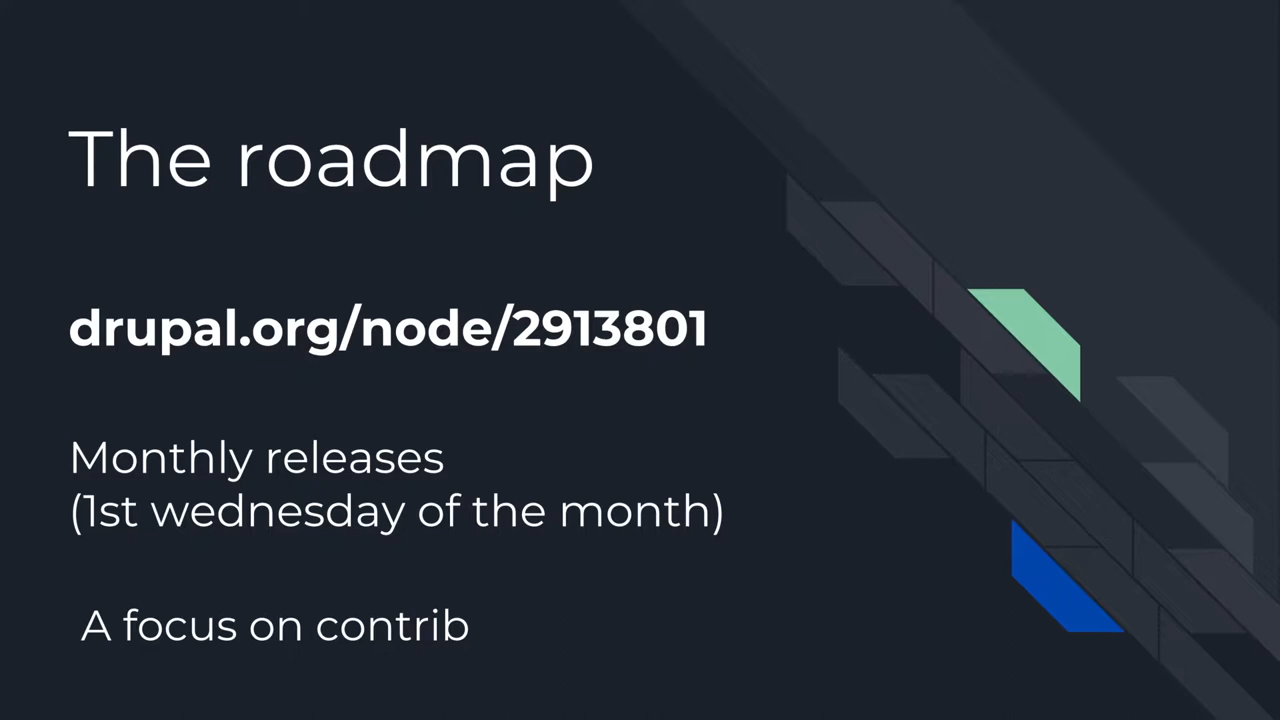 The roadmap
drupal.org/node/2913801
Monthly releases
(1st wednesday of the month)
A focus on contrib